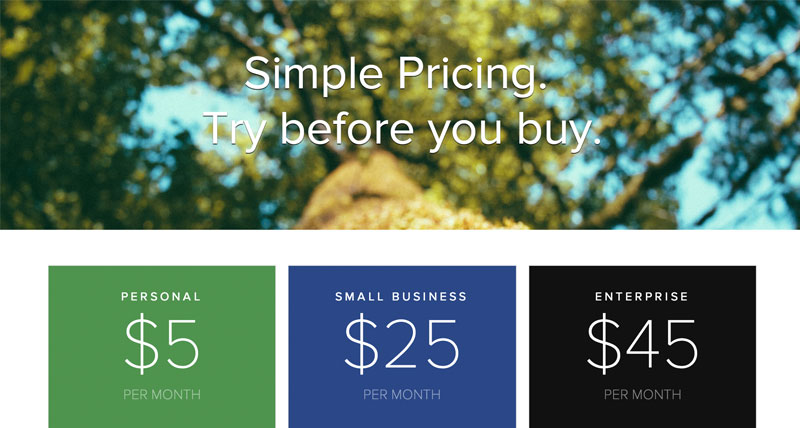 Simple Pricing.
Try before you buy.
PERSONAL
$5
PER MONTH
SMALL BUSINESS
$25
PER MONTH
ENTERPRISE
$45
PER MONTH